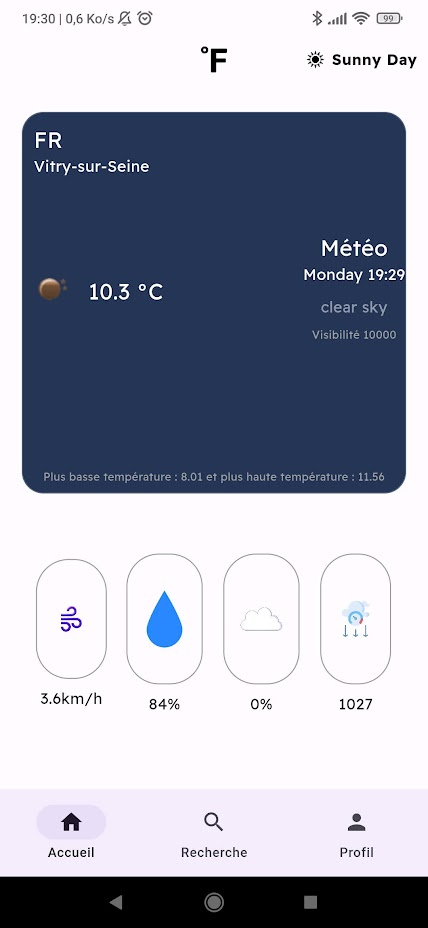 19:30 | 0,6 Ko/s
99
°F
Sunny Day
FR
Vitry-sur-Seine
Météo
Monday 19:29
10.3 °C
clear sky
Visibilité 10000
Plus basse température : 8.01 et plus haute température : 11.56
3.6km/h
84%
0%
1027
Accueil
Recherche
Profil